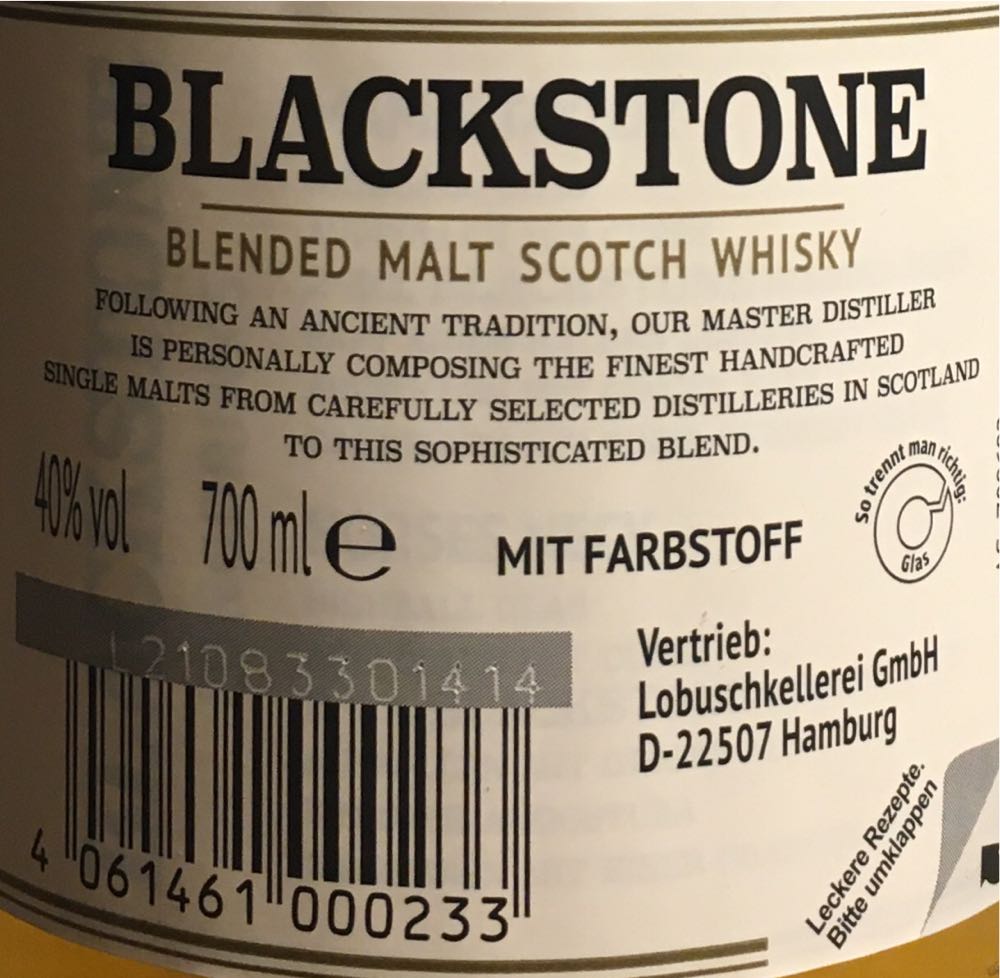 BLACKSTONE
BLENDED MALT SCOTCH WHISKY
FOLLOWING AN ANCIENT TRADITION, OUR MASTER DISTILLER
IS PERSONALLY COMPOSING THE FINEST HANDCRAFTED
SINGLE MALTS FROM CAREFULLY SELECTED DISTILLERIES IN SCOTLAND
TO THIS SOPHISTICATED BLEND.
40% vol 700 ml e
MIT FARBSTOFF
So trennt man richtig:
Glas
L21083301414
Vertrieb:
Lobuschkellerei GmbH
D-22507 Hamburg
4 061461 000233
Leckere Rezepte.
Bitte umklappen